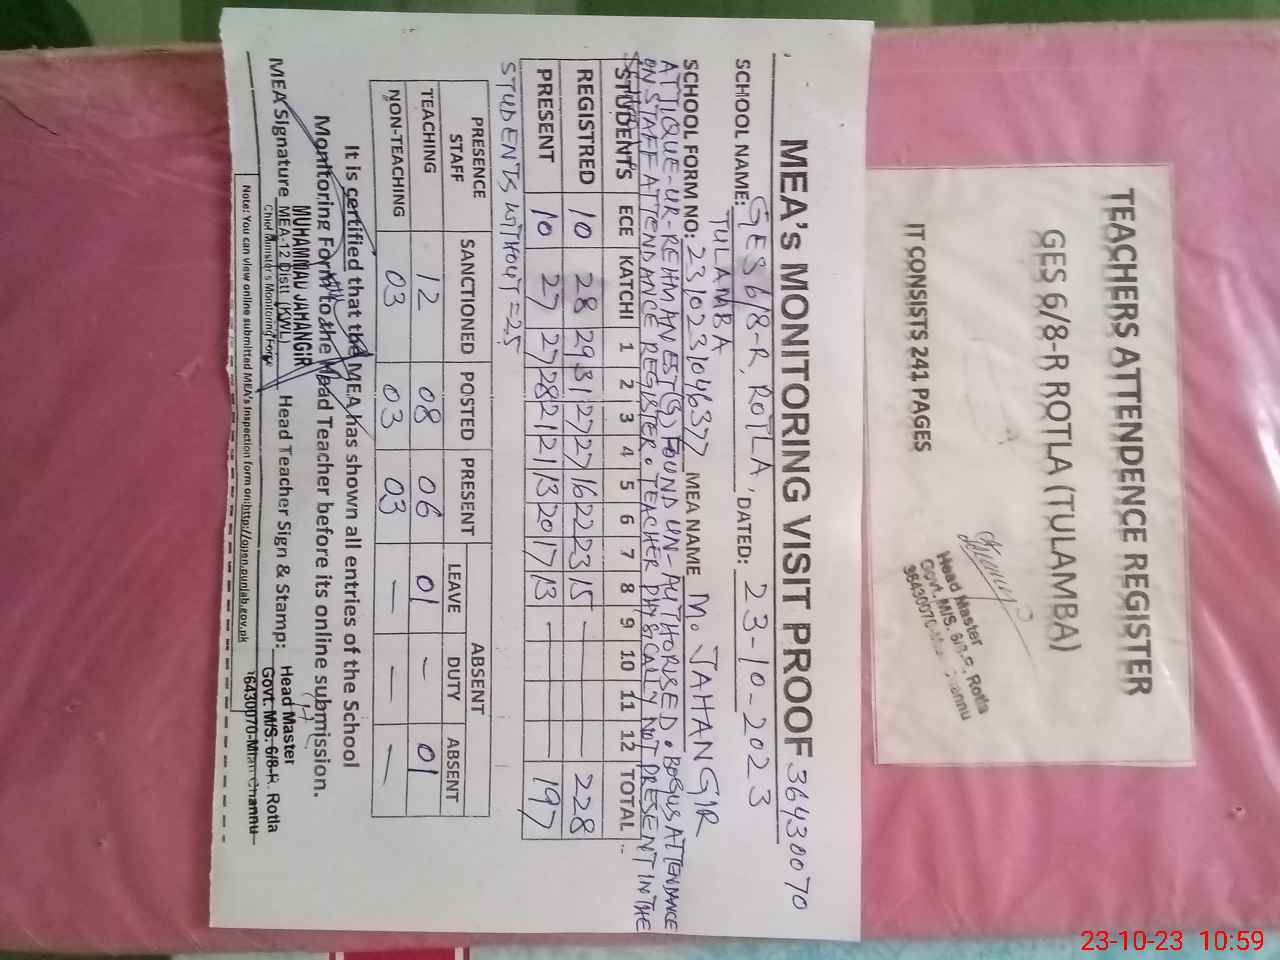 TEACHERS ATTENDENCE REGISTER
GES 6/8-R ROTLA (TULAMBA)
IT CONSISTS 241 PAGES
Head Master
Govt. M/S. 6/8-R, Rotla
36430070-Mian Channu
MEA's MONITORING VISIT PROOF 36430070
SCHOOL NAME: GES 6/8-R, ROTLA, DATED: 23-10-2023
TULAMBA
SCHOOL FORM NO: 2310231046377 MEA NAME M. JAHANGIR
ATTIQUE-UR-REHMAN EST(S) FOUND UN-AUTHORISED. BOGUS ATTENDANCE
ON STAFF ATTENDANCE REGISTER. TEACHER PHYSICALLY NOT PRESENT IN THE
STUDENTS ECE KATCHI 1 2 3 4 5 6 7 8 9 10 11 12 TOTAL
REGISTRED 10 28 29 31 27 27 16 22 23 15 — — — — 228
PRESENT 10 27 27 28 21 21 13 20 17 13 — — — — 197
STUDENTS WITHOUT = 25
PRESENCE SANCTIONED POSTED PRESENT ABSENT
STAFF LEAVE DUTY ABSENT
TEACHING 12 08 06 01 — 01
NON-TEACHING 03 03 03 — — —
It is certified that the MEA has shown all entries of the School
Monitoring Form to the Head Teacher before its online submission.
MUHAMMAD JAHANGIR
MEA Signature MEA-12 Distt (KWL) Head Teacher Sign & Stamp:
Chief Minister's Monitoring Force
Head Master
Govt. M/S. 6/8-R. Rotla
16430070-Mian Channu
Note: You can view online submitted MEA's inspection form on:http://open.punjab.gov.pk
23-10-23 10:59